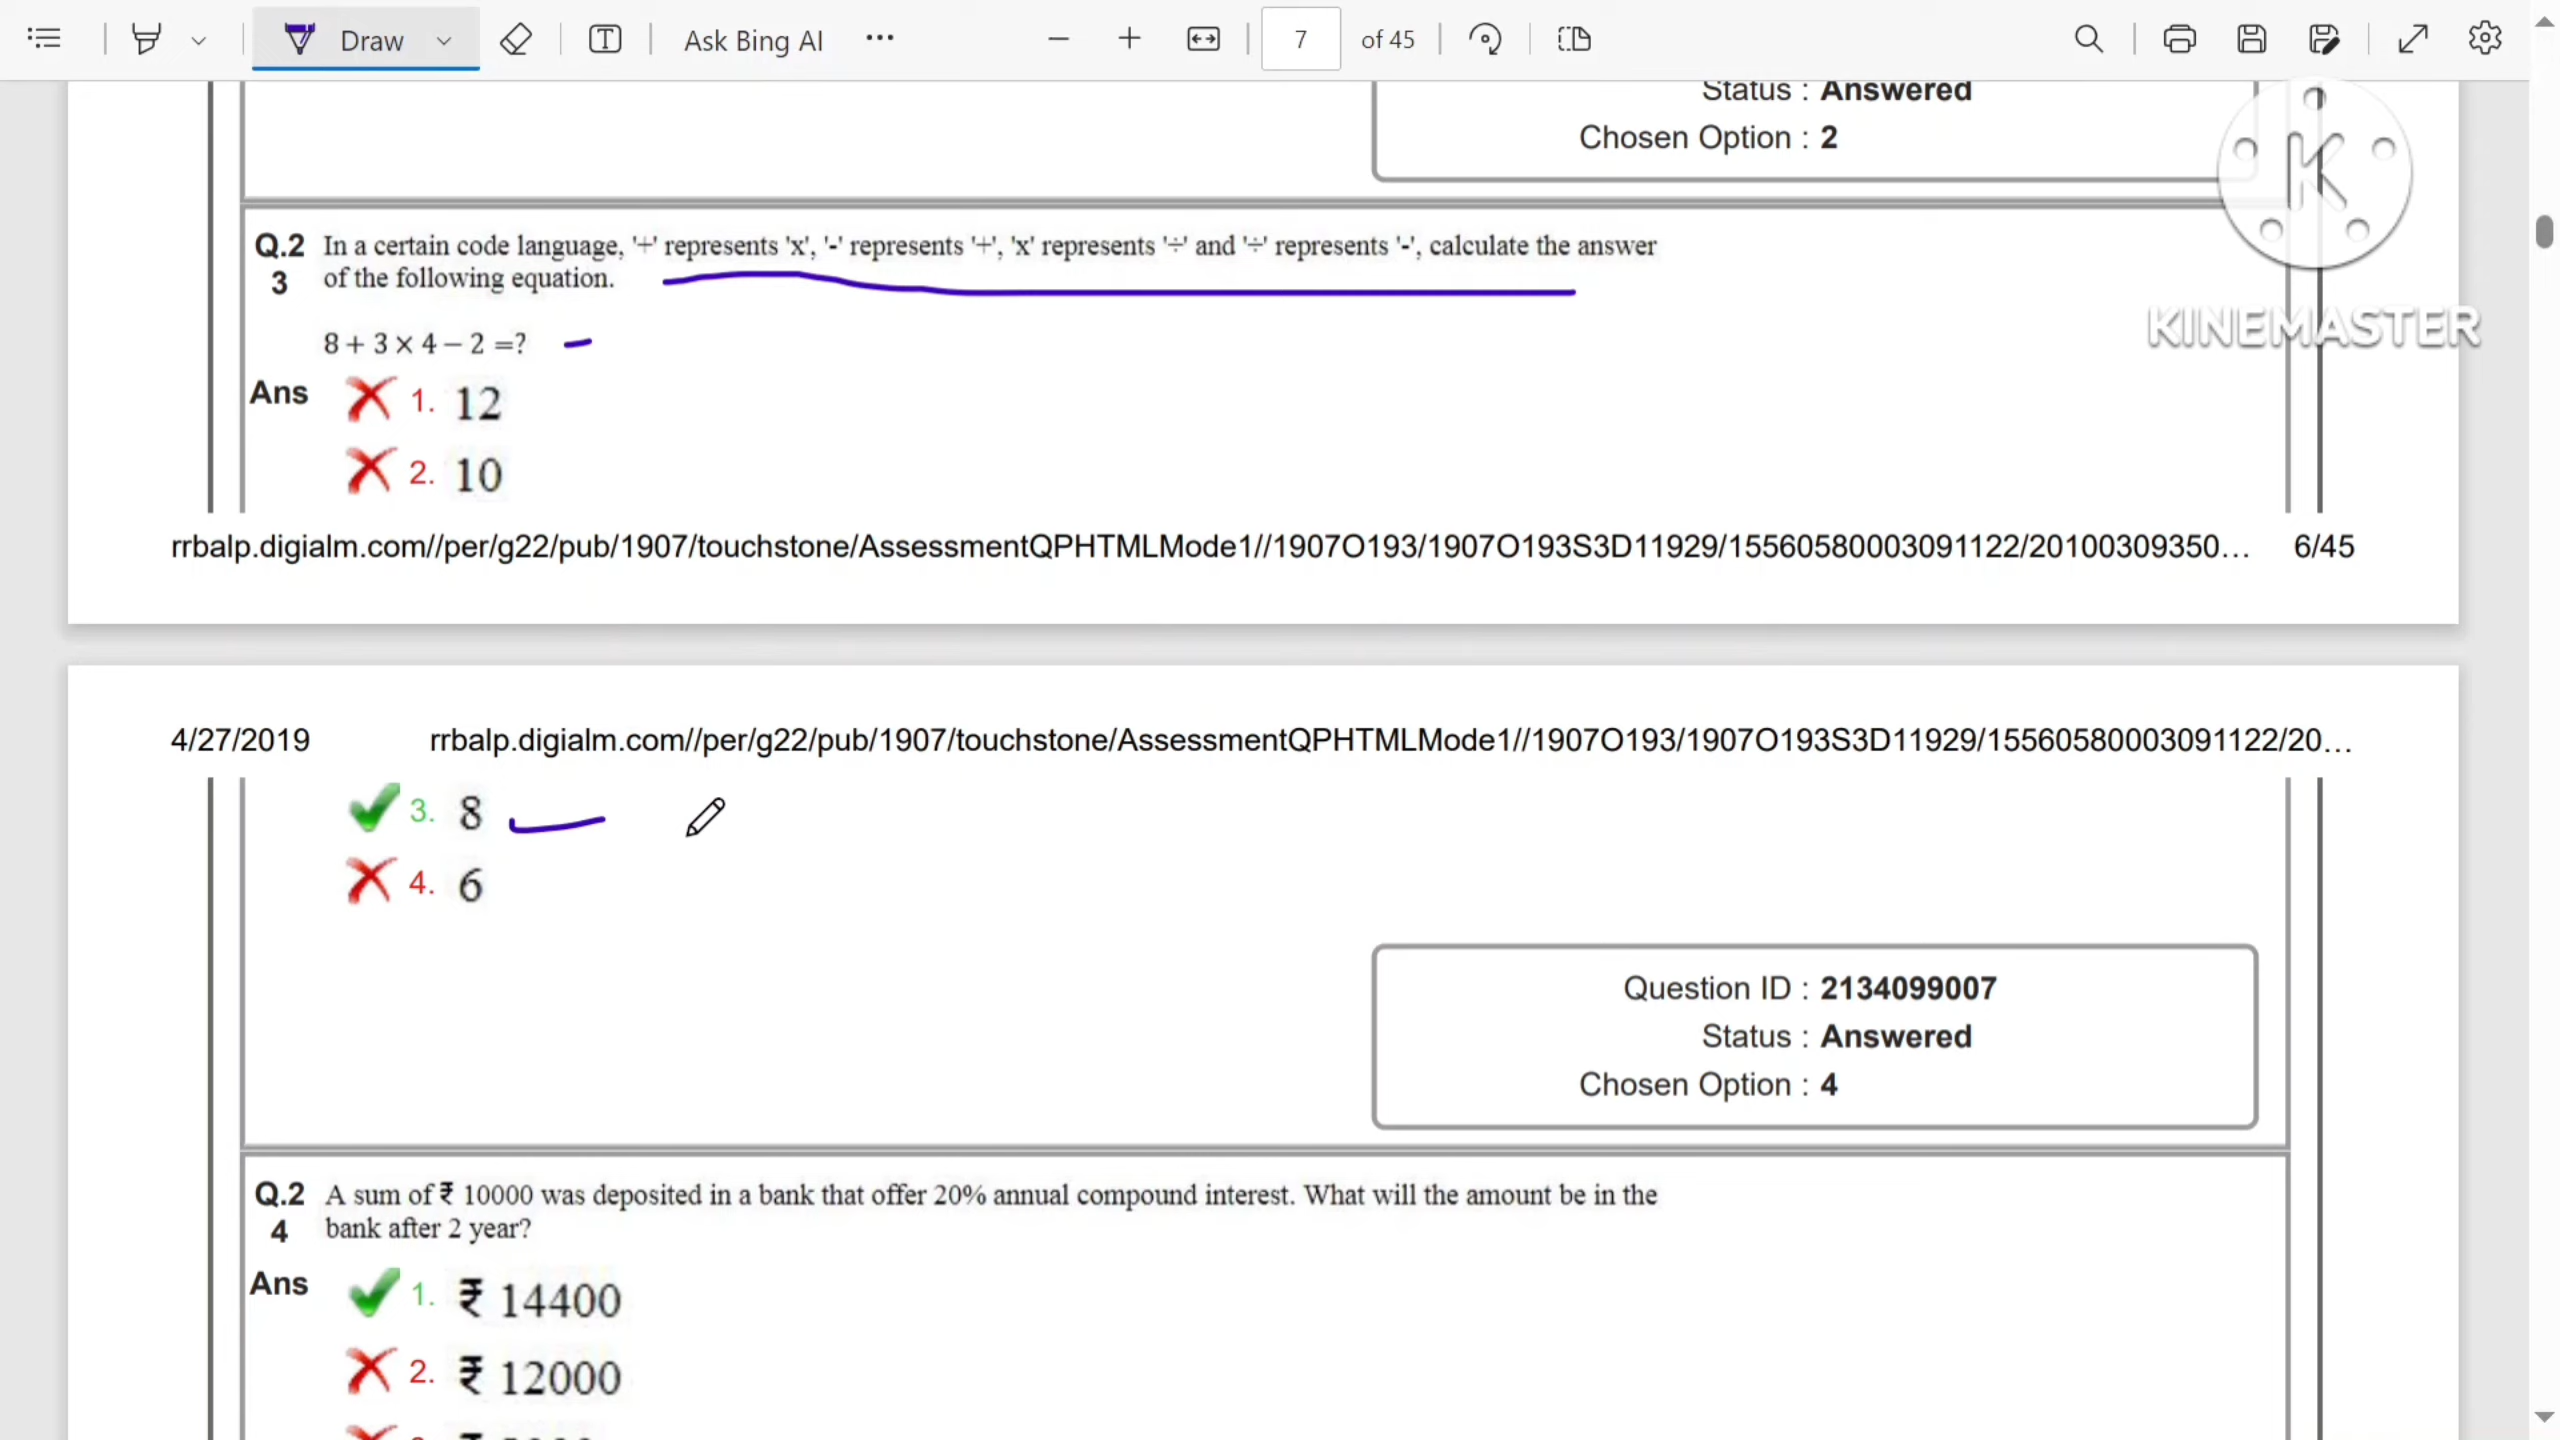 Draw
Ask Bing AI
7 of 45
Status : Answered
Chosen Option : 2
KINEMASTER
Q.2 In a certain code language, '+' represents 'x', '-' represents '+', 'x' represents '÷' and '÷' represents '-', calculate the answer
3 of the following equation.
8 + 3 × 4 – 2 =?
Ans 1. 12
2. 10
rrbalp.digialm.com//per/g22/pub/1907/touchstone/AssessmentQPHTMLMode1//1907O193/1907O193S3D11929/15560580003091122/20100309350… 6/45
4/27/2019 rrbalp.digialm.com//per/g22/pub/1907/touchstone/AssessmentQPHTMLMode1//1907O193/1907O193S3D11929/15560580003091122/20…
3. 8
4. 6
Question ID : 2134099007
Status : Answered
Chosen Option : 4
Q.2 A sum of ₹ 10000 was deposited in a bank that offer 20% annual compound interest. What will the amount be in the
4 bank after 2 year?
Ans 1. ₹ 14400
2. ₹ 12000